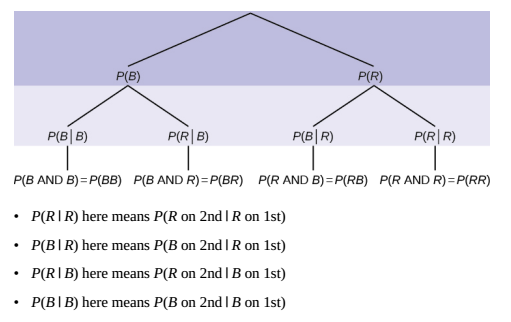 P(B) P(R)
P(B | B) P(R | B) P(B | R) P(R | R)
P(B AND B)=P(BB) P(B AND R)=P(BR) P(R AND B)=P(RB) P(R AND R)=P(RR)
• P(R | R) here means P(R on 2nd | R on 1st)
• P(B | R) here means P(B on 2nd | R on 1st)
• P(R | B) here means P(R on 2nd | B on 1st)
• P(B | B) here means P(B on 2nd | B on 1st)